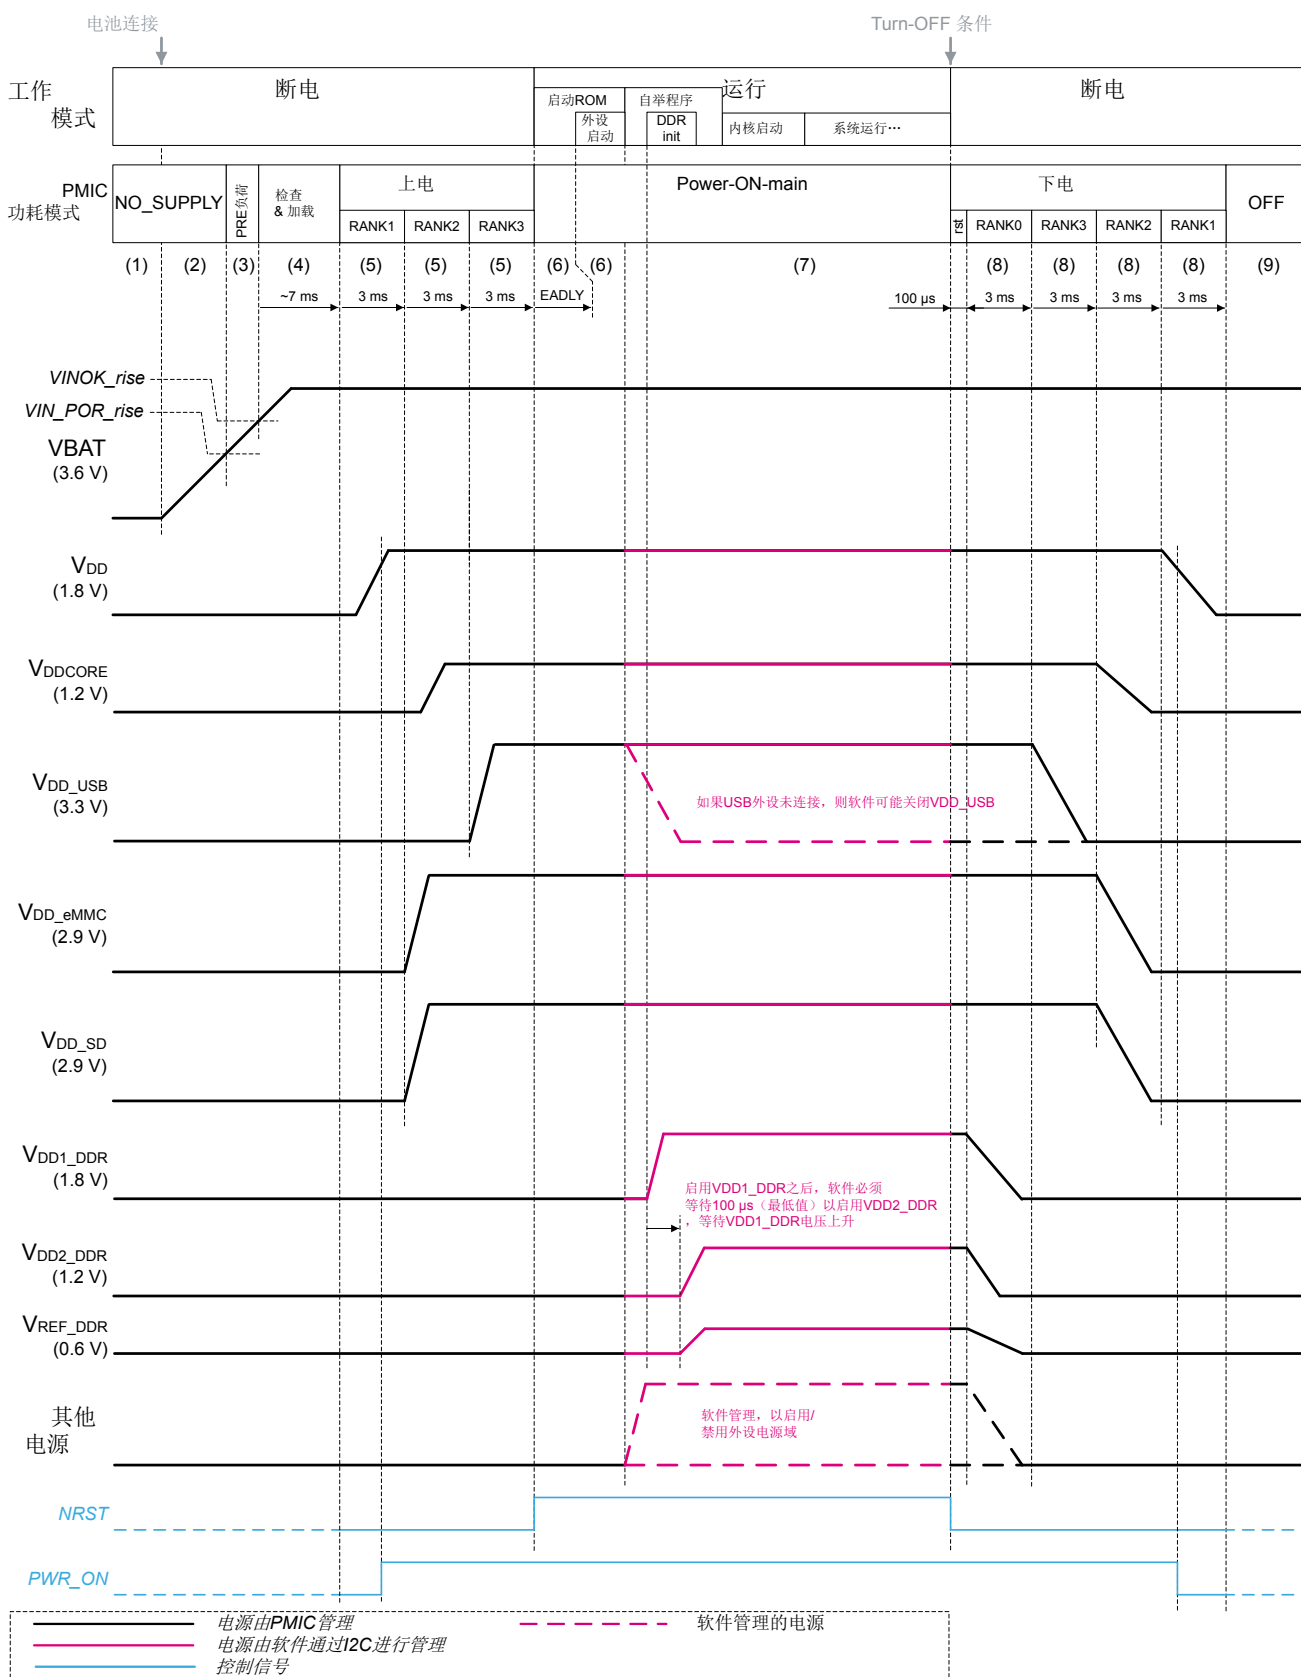 电池连接
Turn-OFF 条件
工作
模式
断电
运行
断电
启动ROM
外设
启动
自举程序
DDR
init
内核启动
系统运行…
PMIC
功耗模式
NO_SUPPLY
PRE负荷
检查
& 加载
上电
RANK1
RANK2
RANK3
Power-ON-main
下电
rst
RANK0
RANK3
RANK2
RANK1
OFF
(1)
(2)
(3)
(4)
(5)
(5)
(5)
(6)
(6)
(7)
(8)
(8)
(8)
(8)
(9)
~7 ms
3 ms
3 ms
3 ms
EADLY
100 µs
3 ms
3 ms
3 ms
3 ms
VINOK_rise
VIN_POR_rise
VBAT
(3.6 V)
VDD
(1.8 V)
VDDCORE
(1.2 V)
VDD_USB
(3.3 V)
如果USB外设未连接，则软件可能关闭VDD_USB
VDD_eMMC
(2.9 V)
VDD_SD
(2.9 V)
VDD1_DDR
(1.8 V)
启用VDD1_DDR之后，软件必须
等待100 µs（最低值）以启用VDD2_DDR
，等待VDD1_DDR电压上升
VDD2_DDR
(1.2 V)
VREF_DDR
(0.6 V)
其他
电源
软件管理，以启用/
禁用外设电源域
NRST
PWR_ON
电源由PMIC管理
软件管理的电源
电源由软件通过I2C进行管理
控制信号